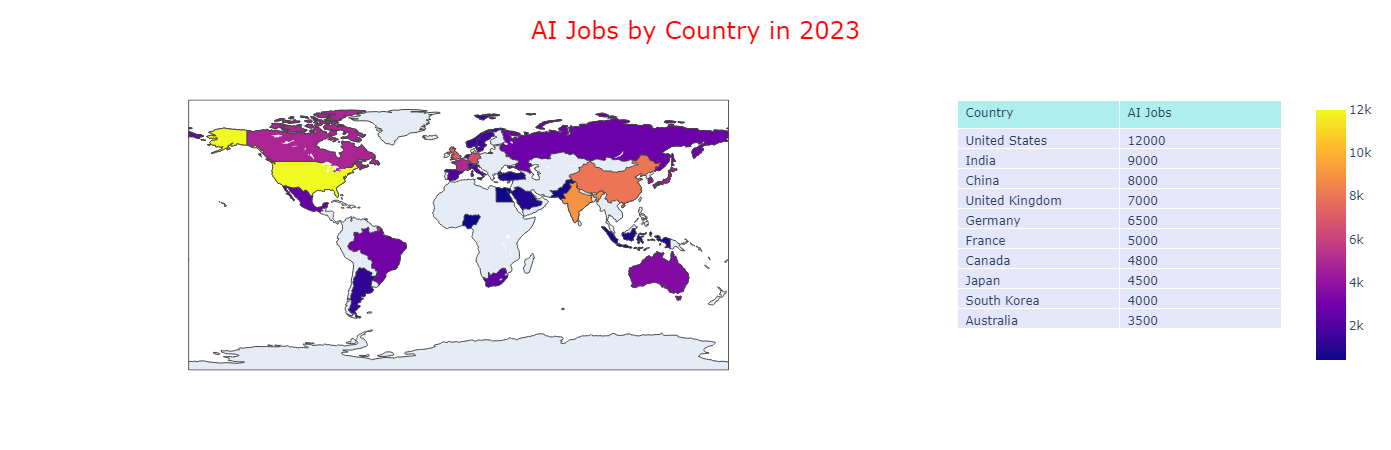 AI Jobs by Country in 2023
Country AI Jobs
United States 12000
India 9000
China 8000
United Kingdom 7000
Germany 6500
France 5000
Canada 4800
Japan 4500
South Korea 4000
Australia 3500
12k
10k
8k
6k
4k
2k